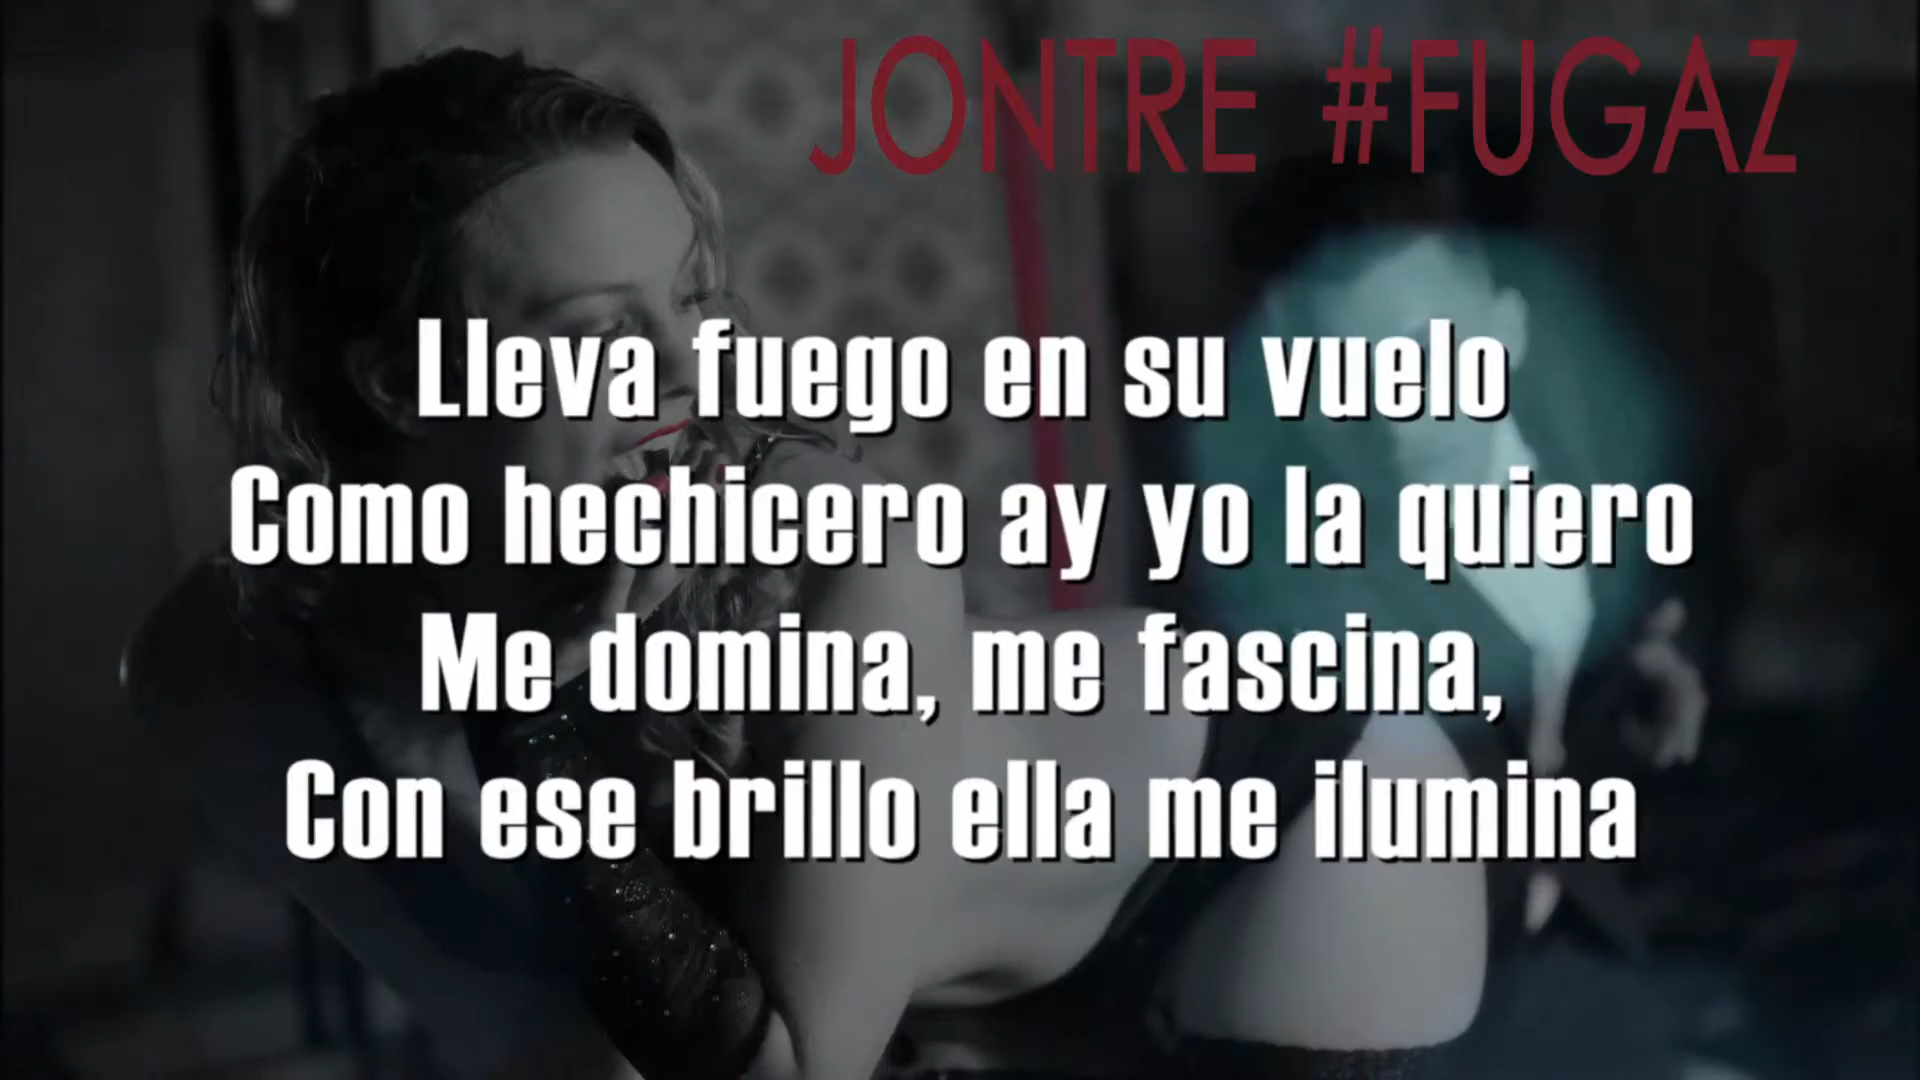 JONTRE #FUGAZ
Lleva fuego en su vuelo
Como hechicero ay yo la quiero
Me domina, me fascina,
Con ese brillo ella me ilumina